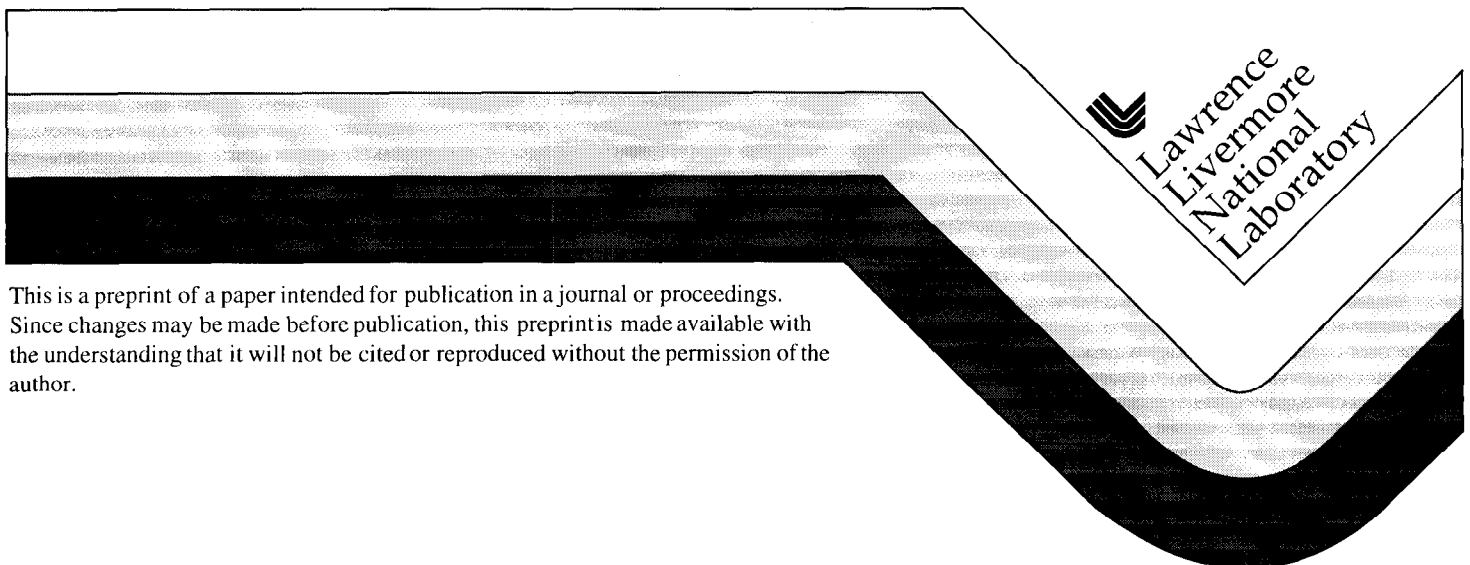 Lawrence
Livermore
National
Laboratory
This is a preprint of a paper intended for publication in a journal or proceedings.
Since changes may be made before publication, this preprint is made available with
the understanding that it will not be cited or reproduced without the permission of the
author.